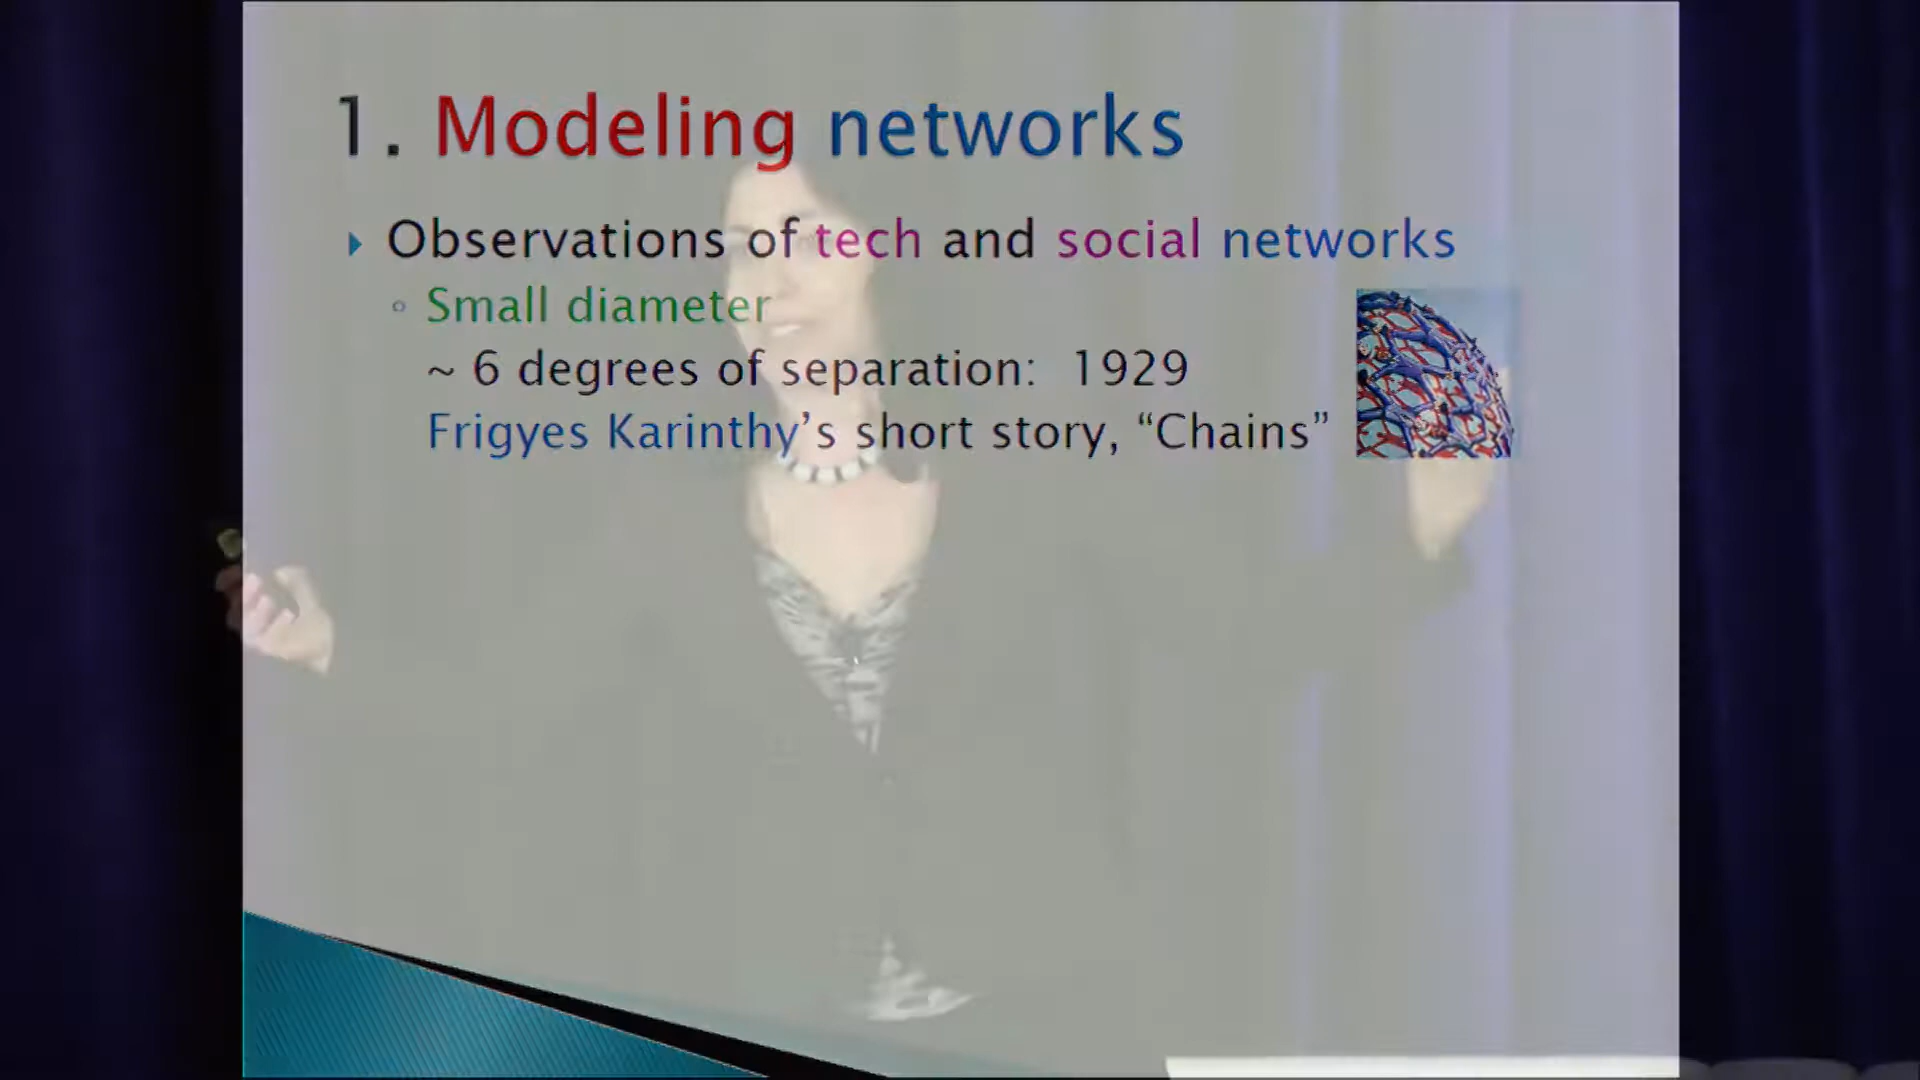 1. Modeling networks
Observations of tech and social networks
Small diameter
~ 6 degrees of separation: 1929
Frigyes Karinthy’s short story, “Chains”